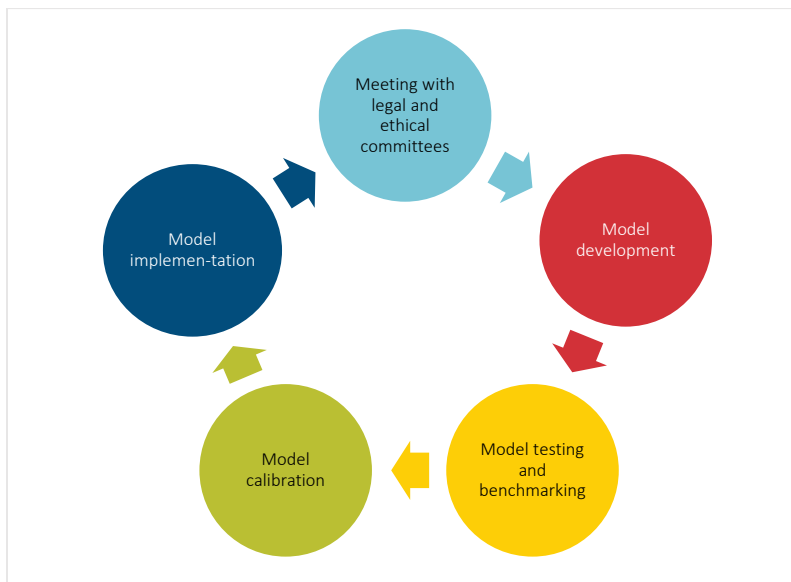 Meeting with
legal and
ethical
committees
Model
development
Model testing
and
benchmarking
Model
calibration
Model
implemen-tation